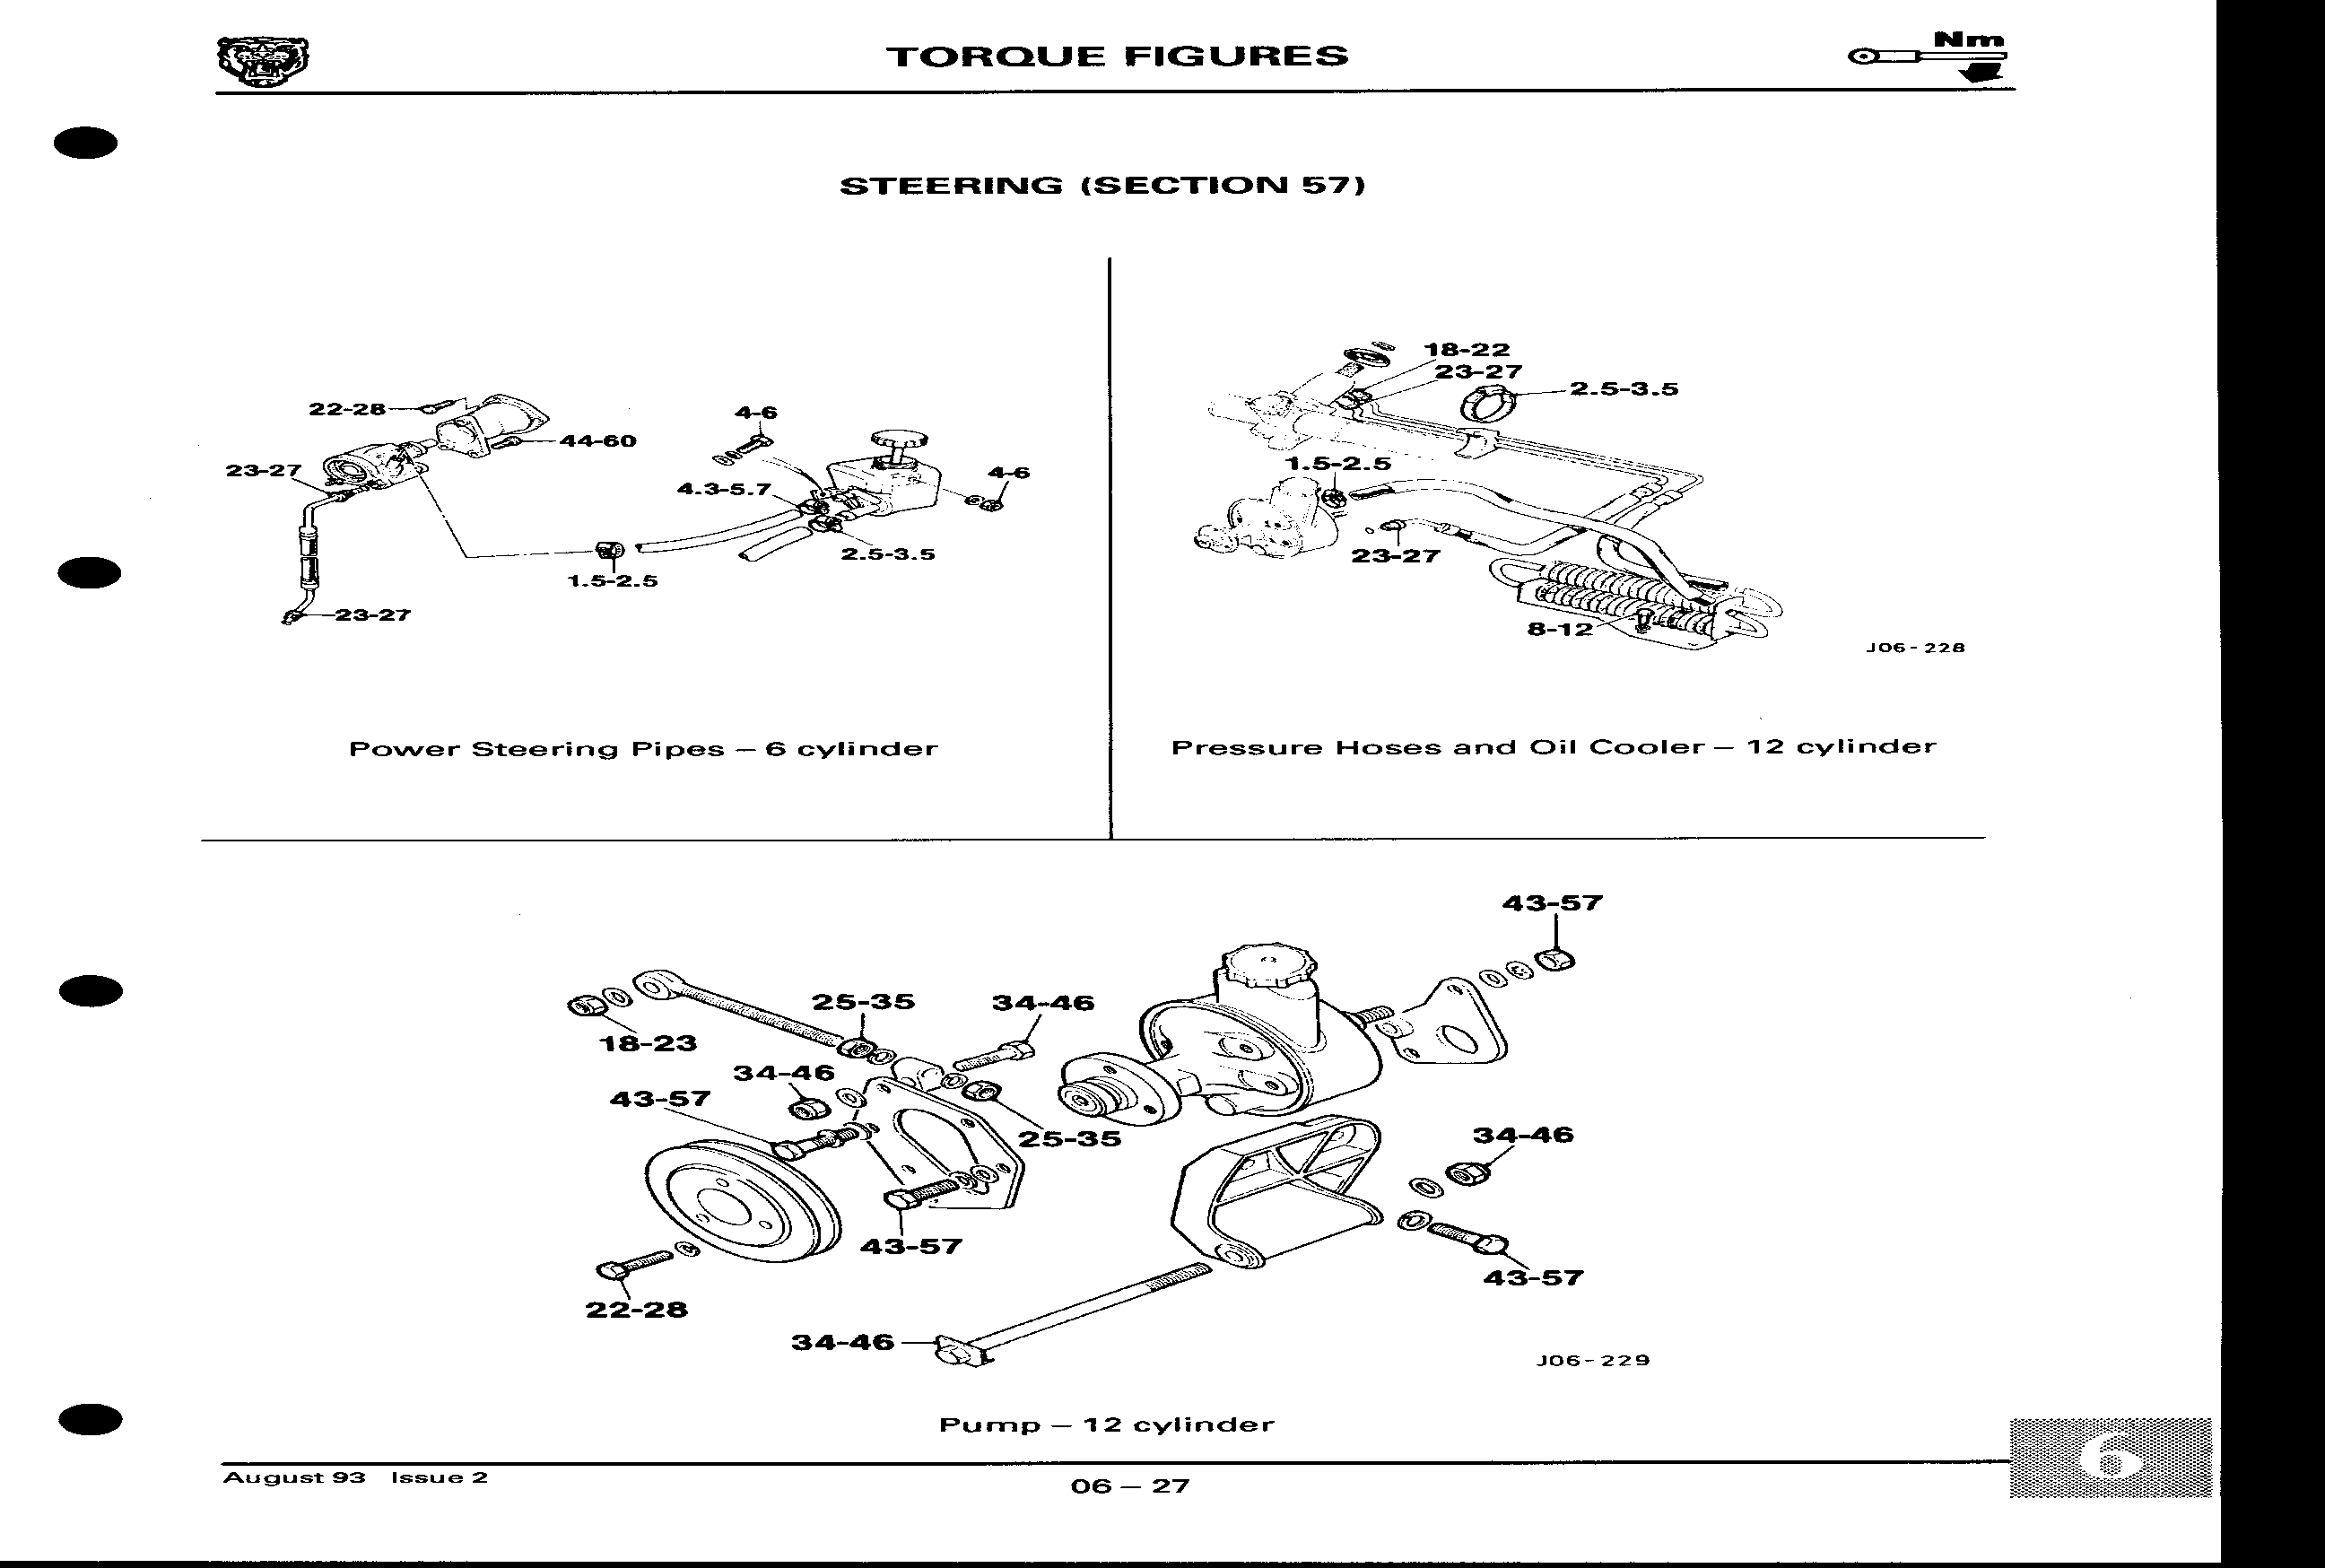 TORQUE FIGURES
Nm
STEERING (SECTION 57)
22-28
44-60
23-27
4-6
4-6
4.3-5.7
2.5-3.5
1.5-2.5
23-27
Power Steering Pipes – 6 cylinder
18-22
23-27
2.5-3.5
1.5-2.5
23-27
8-12
J06-228
Pressure Hoses and Oil Cooler – 12 cylinder
43-57
25-35
34-46
18-23
34-46
43-57
25-35
34-46
43-57
43-57
22-28
34-46
J06-229
Pump – 12 cylinder
August 93 Issue 2
06 – 27
6